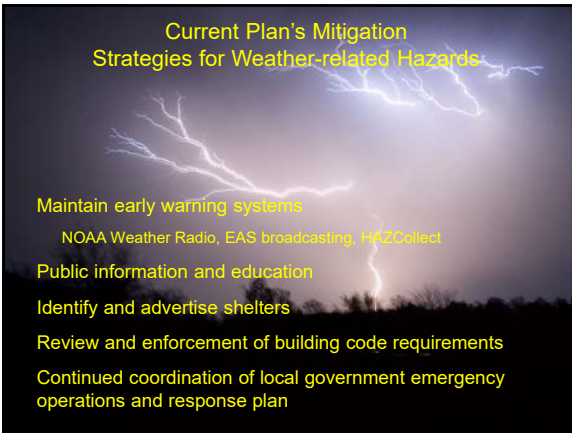 Current Plan's Mitigation
Strategies for Weather-related Hazards
Maintain early warning systems
NOAA Weather Radio, EAS broadcasting, HAZCollect
Public information and education
Identify and advertise shelters
Review and enforcement of building code requirements
Continued coordination of local government emergency
operations and response plan